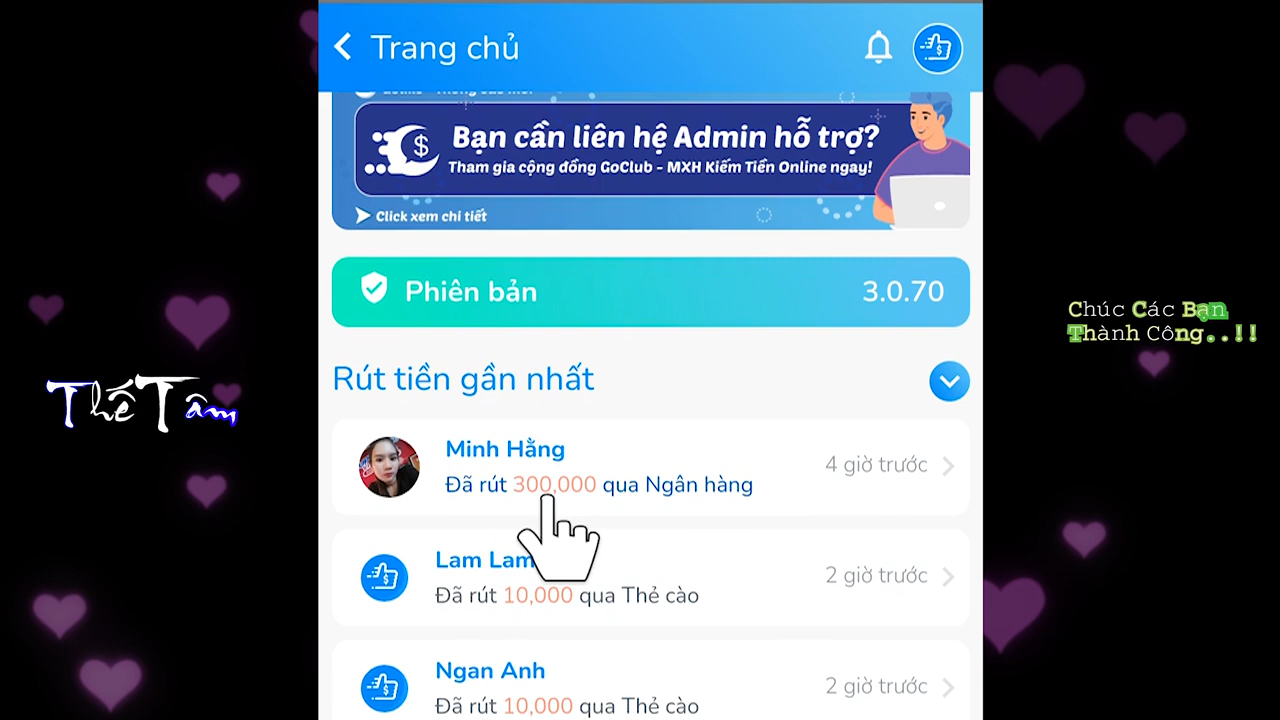 Trang chủ
Bạn cần liên hệ Admin hỗ trợ?
Tham gia cộng đồng GoClub - MXH Kiếm Tiền Online ngay!
Click xem chi tiết
Phiên bản
3.0.70
Rút tiền gần nhất
Minh Hằng
Đã rút 300,000 qua Ngân hàng
4 giờ trước
Lam Lam
Đã rút 10,000 qua Thẻ cào
2 giờ trước
Ngan Anh
Đã rút 10,000 qua Thẻ cào
2 giờ trước
Thế Tâm
Chúc Các Bạn
Thành Công..!!